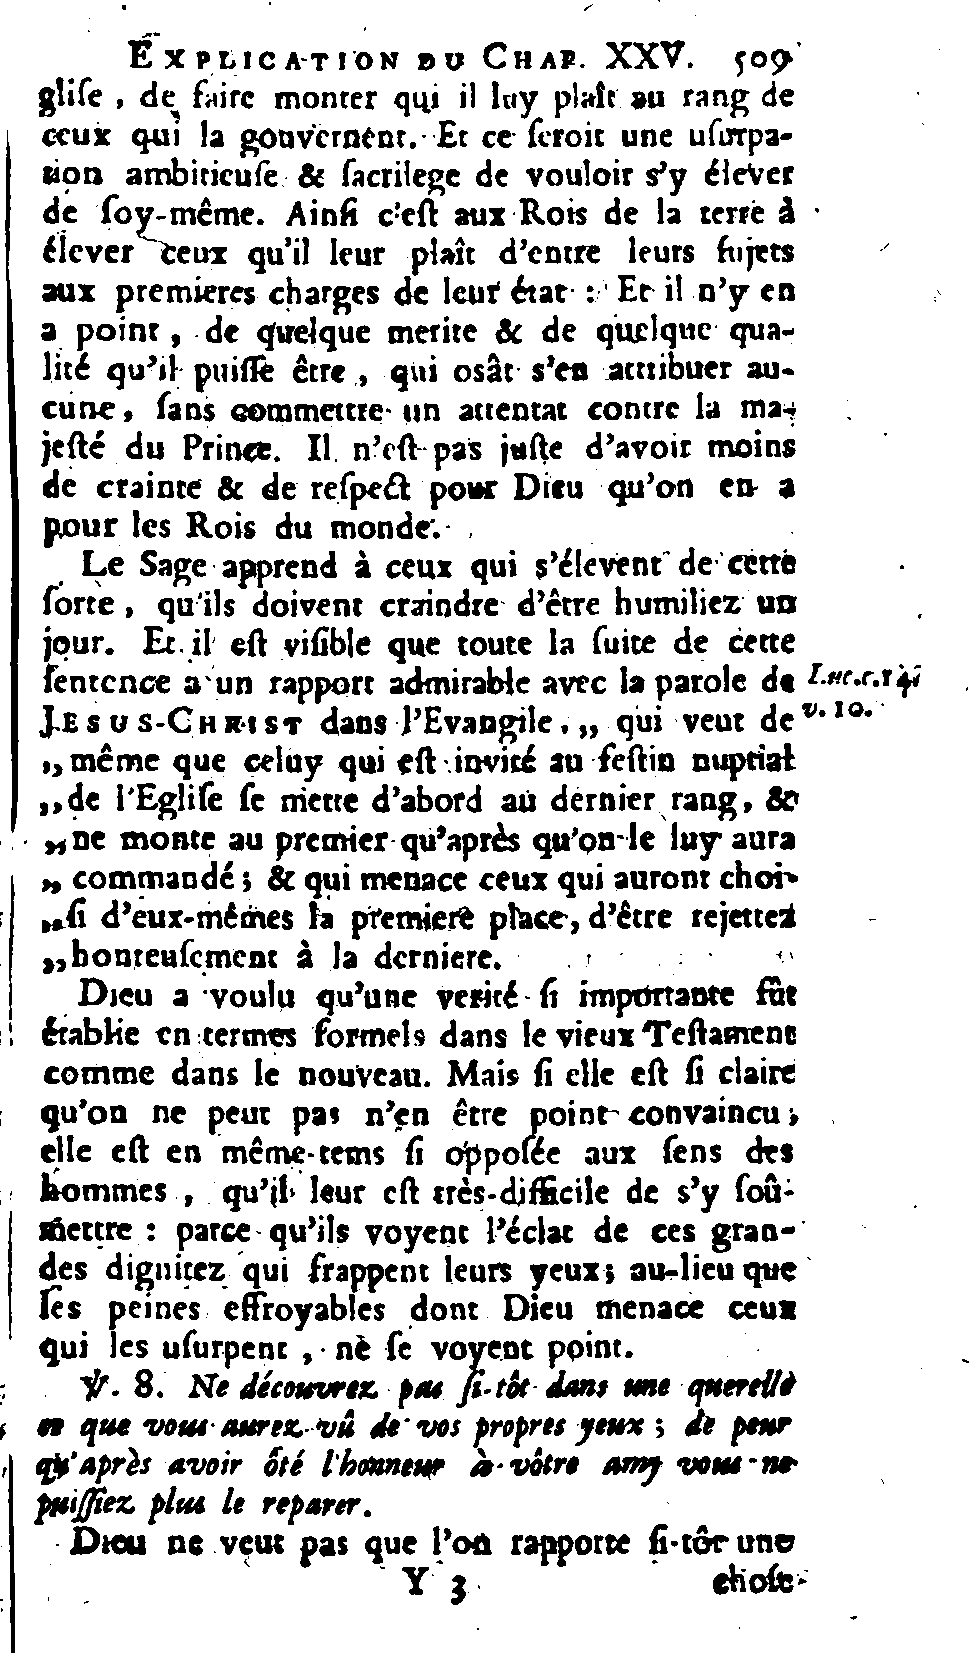 EXPLICATION DU CHAP. XXV. 509
gliſe, de faire monter qui il luy plaît au rang de
ceux qui la gouvernent. Et ce ſeroit une uſurpa-
tion ambitieuſe & ſacrilege de vouloir s'y élever
de ſoy-même. Ainſi c'eſt aux Rois de la terre à
élever ceux qu'il leur plaît d'entre leurs ſujets
aux premieres charges de leur état : Et il n'y en
a point, de quelque merite & de quelque qua-
lité qu'il puiſſe être, qui osât s'en attribuer au-
cune, ſans commettre un attentat contre la ma-
jeſté du Prince. Il n'eſt pas juſte d'avoir moins
de crainte & de reſpect pour Dieu qu'on en a
pour les Rois du monde.
Le Sage apprend à ceux qui s'élevent de cette
ſorte, qu'ils doivent craindre d'être humiliez un
jour. Et il eſt viſible que toute la ſuite de cette
ſentence a un rapport admirable avec la parole de
Luc. c. 14.
JESUS-CHRIST dans l'Evangile, „ qui veut de
v. 10.
„ même que celuy qui eſt invité au feſtin nuptial
„ de l'Egliſe ſe mette d'abord au dernier rang, &
„ ne monte au premier qu'après qu'on le luy aura
„ commandé; & qui menace ceux qui auront choi-
„ ſi d'eux-mêmes la premiere place, d'être rejettez
„ honteuſement à la derniere.
Dieu a voulu qu'une verité ſi importante fût
établie en termes formels dans le vieux Teſtament
comme dans le nouveau. Mais ſi elle eſt ſi claire
qu'on ne peut pas n'en être point convaincu;
elle eſt en même-tems ſi oppoſée aux ſens des
hommes, qu'il leur eſt très-difficile de s'y ſoû-
mettre : parce qu'ils voyent l'éclat de ces gran-
des dignitez qui frappent leurs yeux; au-lieu que
les peines effroyables dont Dieu menace ceux
qui les uſurpent, ne ſe voyent point.
℣. 8. Ne découvrez pas ſi-tôt dans une querelle
ce que vous aurez vû de vos propres yeux ; de peur
qu'après avoir ôté l'honneur à vôtre amy vous ne
puiſſiez plus le reparer.
Dieu ne veut pas que l'on rapporte ſi-tôt une
Y 3 choſe